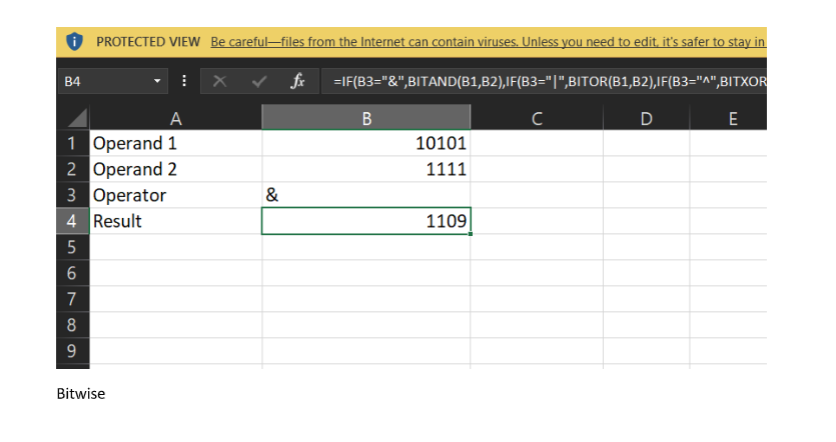 PROTECTED VIEW Be careful—files from the Internet can contain viruses. Unless you need to edit, it's safer to stay in
B4 fx =IF(B3="&",BITAND(B1,B2),IF(B3="|",BITOR(B1,B2),IF(B3="^",BITXOR
A B C D E
1 Operand 1 10101
2 Operand 2 1111
3 Operator &
4 Result 1109
5
6
7
8
9
Bitwise